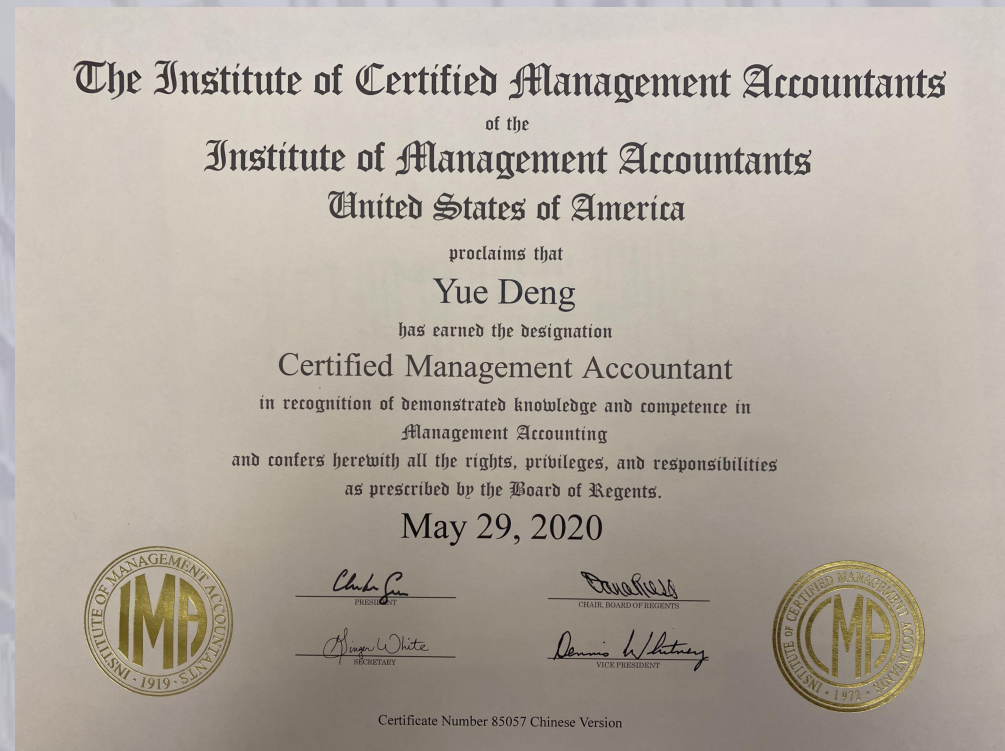 The Institute of Certified Management Accountants
of the
Institute of Management Accountants
United States of America
proclaims that
Yue Deng
has earned the designation
Certified Management Accountant
in recognition of demonstrated knowledge and competence in
Management Accounting
and confers herewith all the rights, privileges, and responsibilities
as prescribed by the Board of Regents.
May 29, 2020
PRESIDENT
CHAIR, BOARD OF REGENTS
Ginger White
SECRETARY
Dennis Whitney
VICE PRESIDENT
INSTITUTE OF MANAGEMENT ACCOUNTANTS
IMA
· 1919 ·
INSTITUTE OF CERTIFIED MANAGEMENT ACCOUNTANTS
CMA
· 1972 ·
Certificate Number 85057 Chinese Version